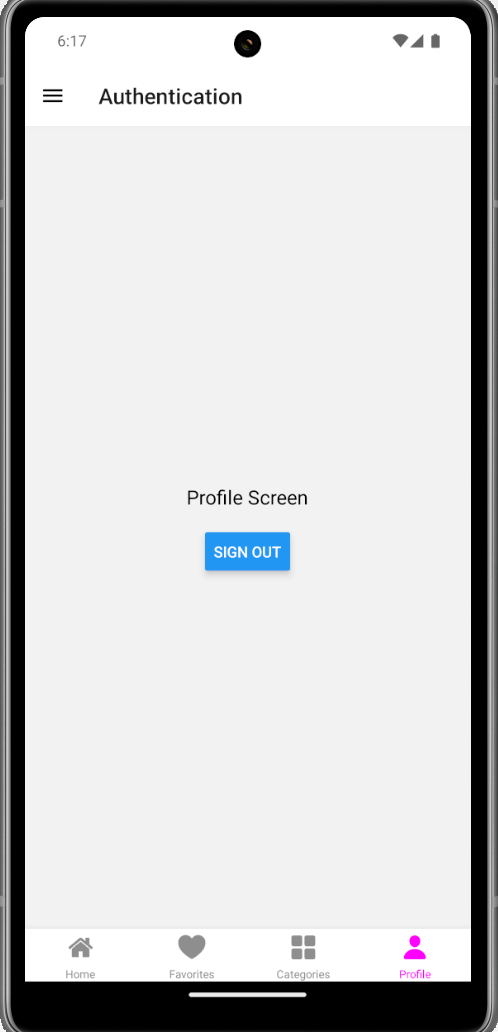 6:17
Authentication
Profile Screen
SIGN OUT
Home Favorites Categories Profile